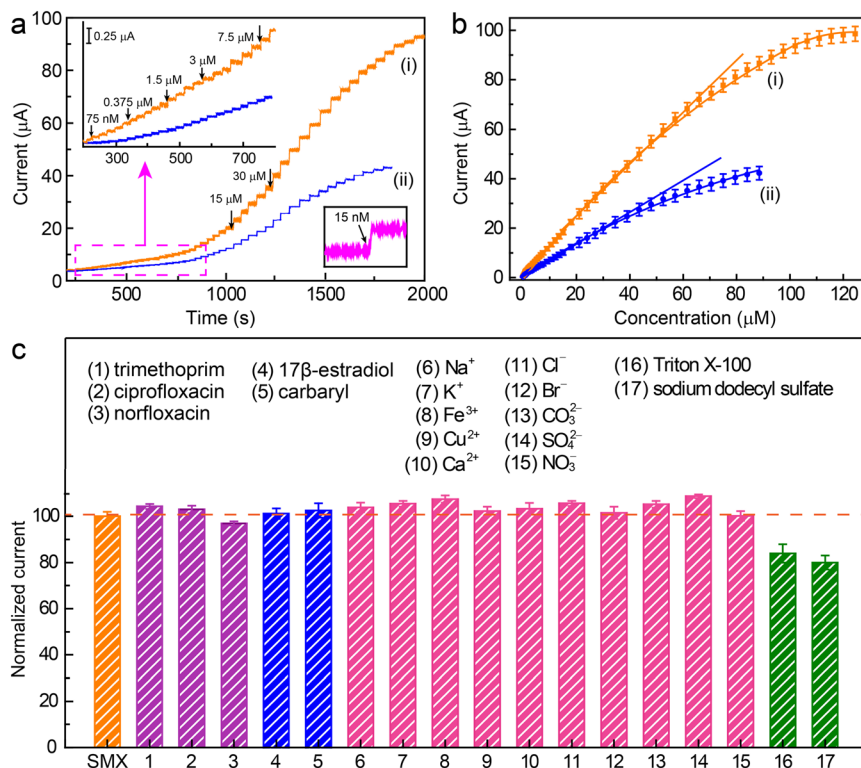 a
0.25 μA
7.5 μM
3 μM
1.5 μM
0.375 μM
75 nM
300
500
700
(i)
(ii)
30 μM
15 μM
15 nM
100
80
60
40
20
0
Current (μA)
500
1000
1500
2000
Time (s)
b
100
80
60
40
20
0
Current (μA)
(i)
(ii)
0
20
40
60
80
100
120
Concentration (μM)
c
(1) trimethoprim
(2) ciprofloxacin
(3) norfloxacin
(4) 17β-estradiol
(5) carbaryl
(6) Na⁺
(7) K⁺
(8) Fe³⁺
(9) Cu²⁺
(10) Ca²⁺
(11) Cl⁻
(12) Br⁻
(13) CO₃²⁻
(14) SO₄²⁻
(15) NO₃⁻
(16) Triton X-100
(17) sodium dodecyl sulfate
100
80
60
40
20
0
Normalized current
SMX 1 2 3 4 5 6 7 8 9 10 11 12 13 14 15 16 17